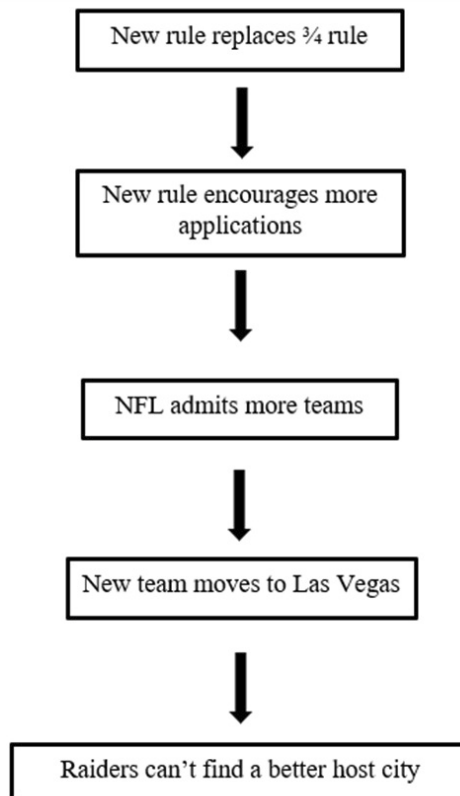 New rule replaces ¾ rule
New rule encourages more
applications
NFL admits more teams
New team moves to Las Vegas
Raiders can’t find a better host city